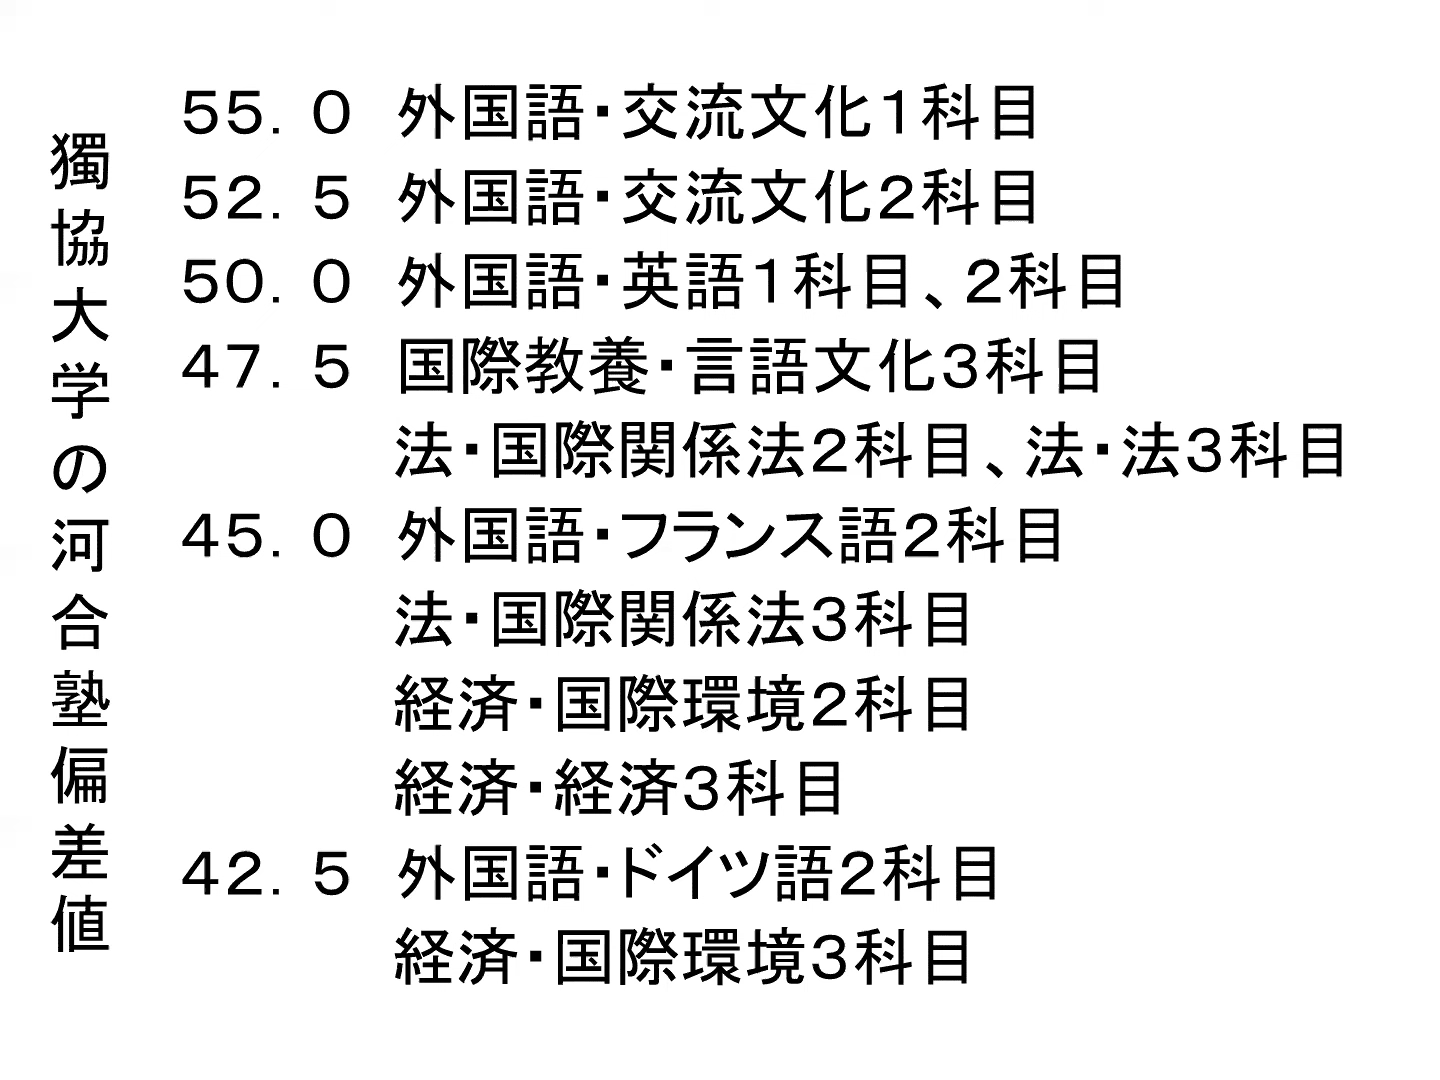 獨協大学の河合塾偏差値
55.0 外国語・交流文化1科目
52.5 外国語・交流文化2科目
50.0 外国語・英語1科目、2科目
47.5 国際教養・言語文化3科目
法・国際関係法2科目、法・法3科目
45.0 外国語・フランス語2科目
法・国際関係法3科目
経済・国際環境2科目
経済・経済3科目
42.5 外国語・ドイツ語2科目
経済・国際環境3科目